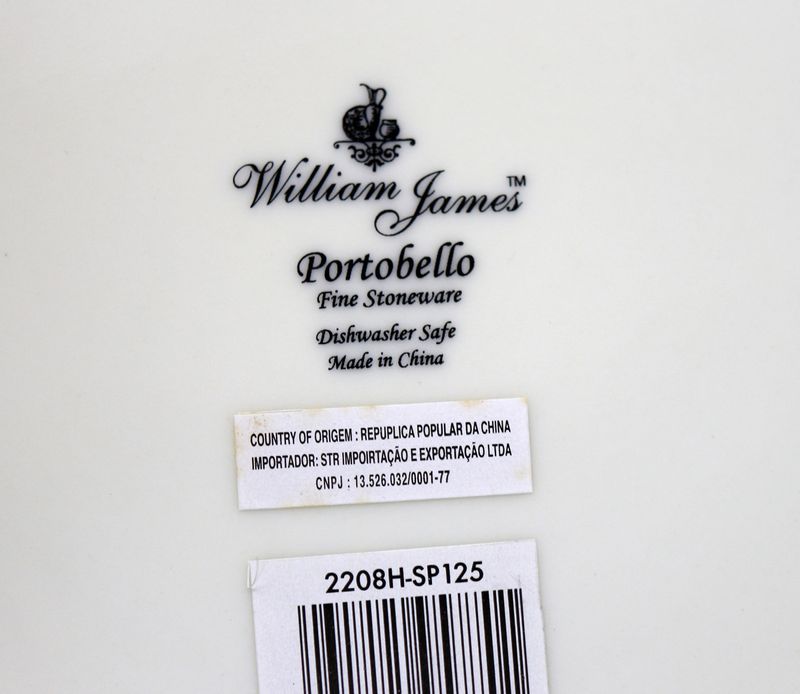 William James™
Portobello
Fine Stoneware
Dishwasher Safe
Made in China
COUNTRY OF ORIGEM : REPUPLICA POPULAR DA CHINA
IMPORTADOR: STR IMPOIRTAÇÃO E EXPORTAÇÃO LTDA
CNPJ : 13.526.032/0001-77
2208H-SP125